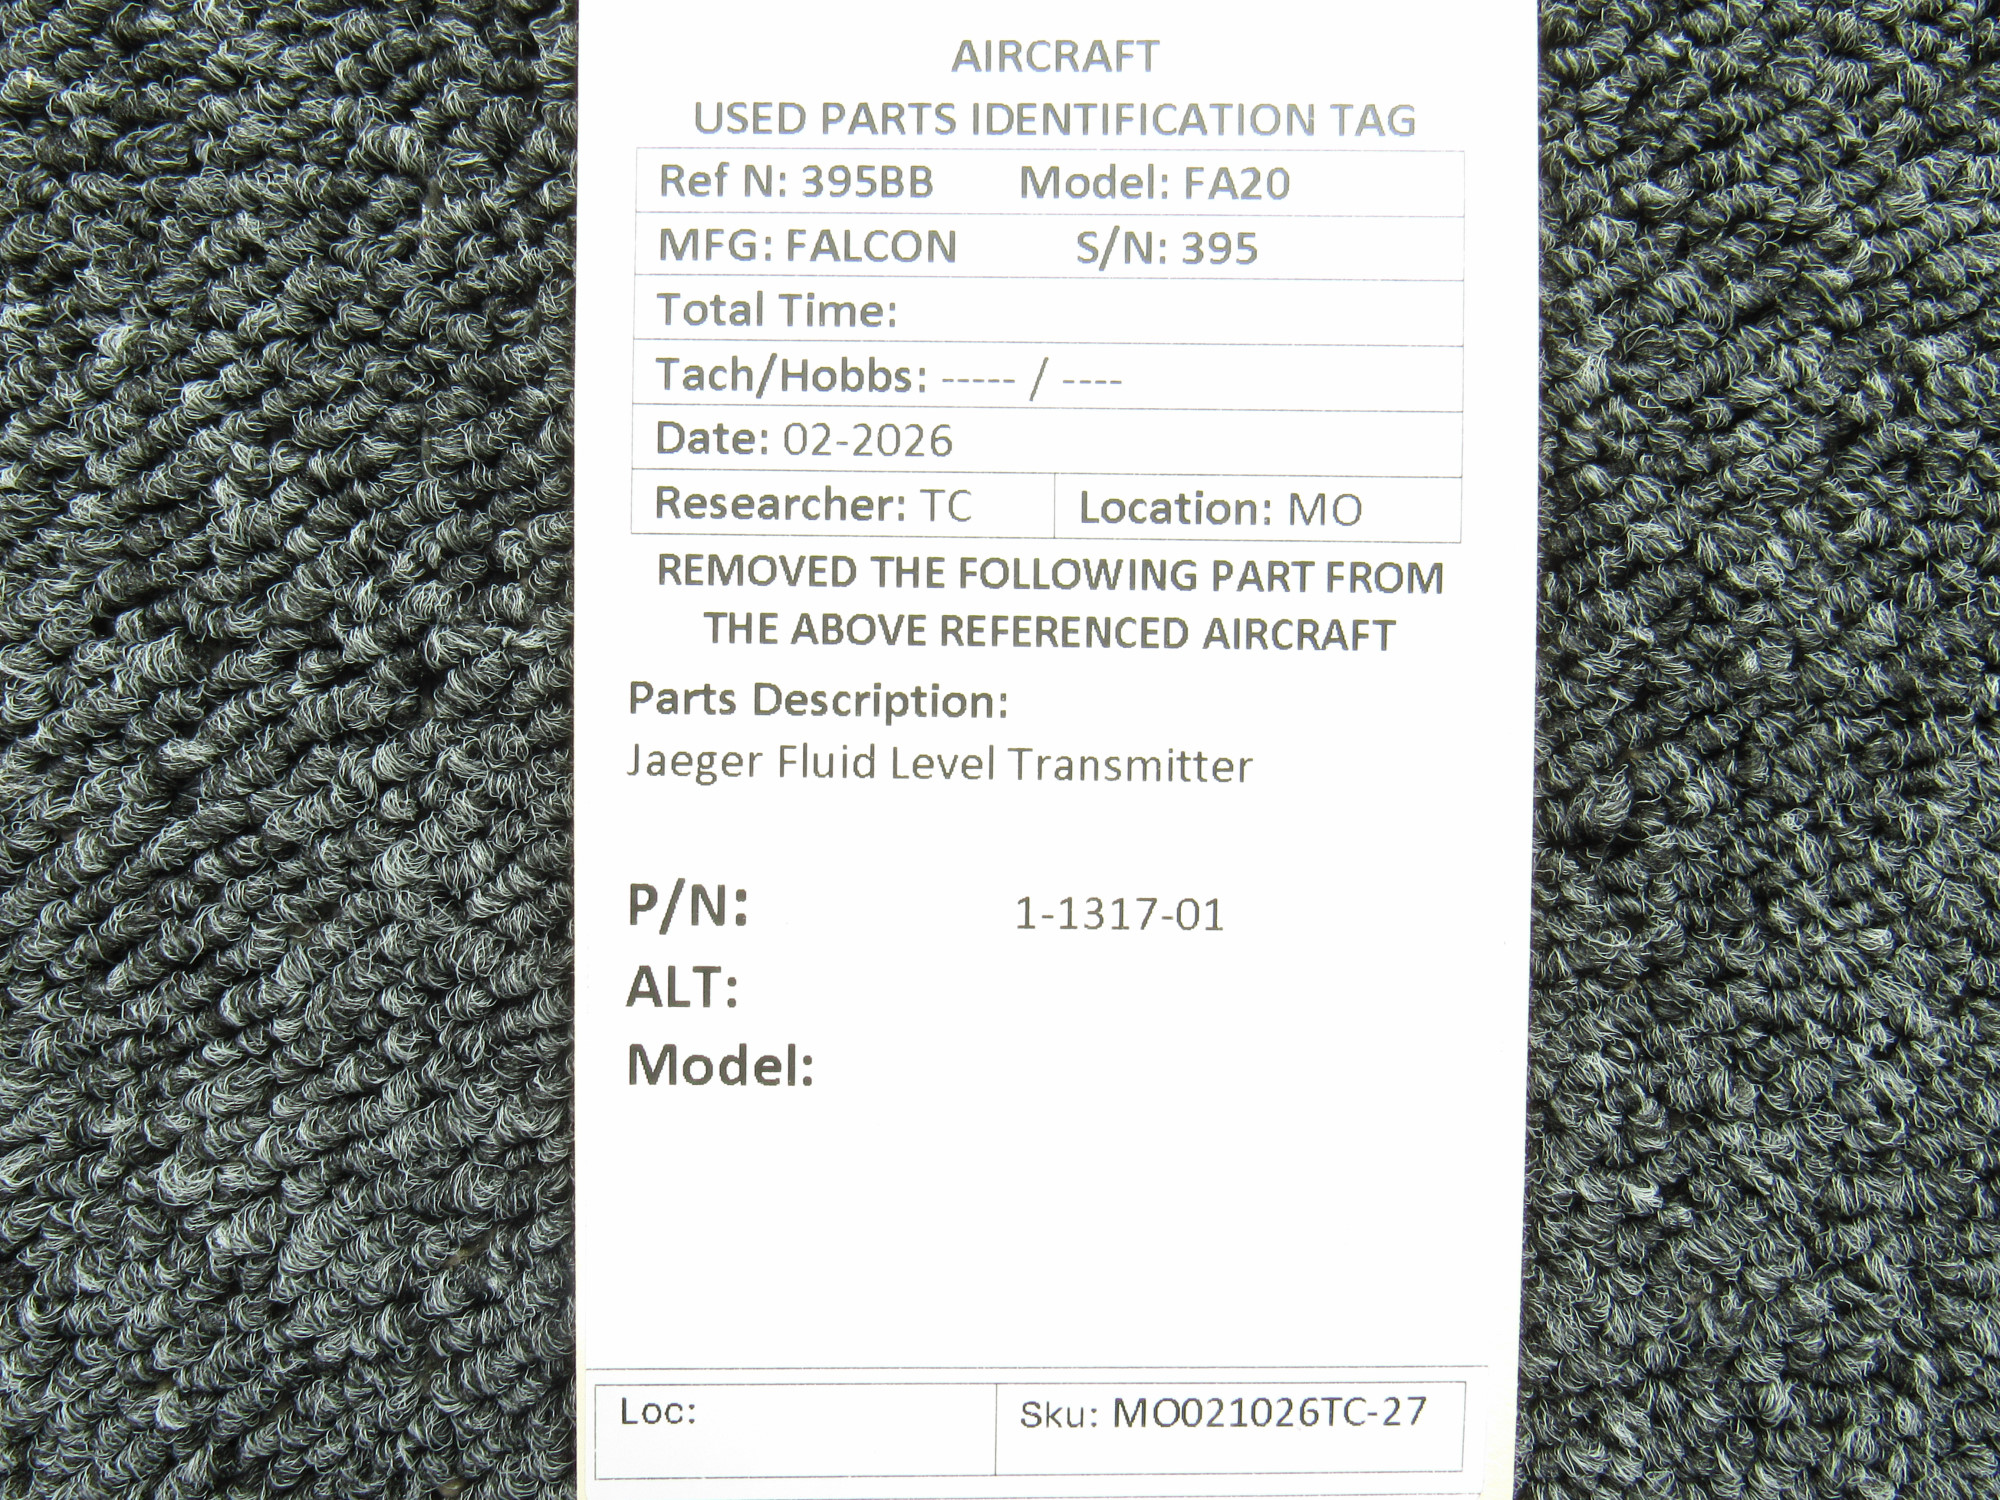 AIRCRAFT
USED PARTS IDENTIFICATION TAG
Ref N: 395BB Model: FA20
MFG: FALCON S/N: 395
Total Time:
Tach/Hobbs: ----- / ----
Date: 02-2026
Researcher: TC Location: MO
REMOVED THE FOLLOWING PART FROM
THE ABOVE REFERENCED AIRCRAFT
Parts Description:
Jaeger Fluid Level Transmitter
P/N: 1-1317-01
ALT:
Model:
Loc: Sku: MO021026TC-27